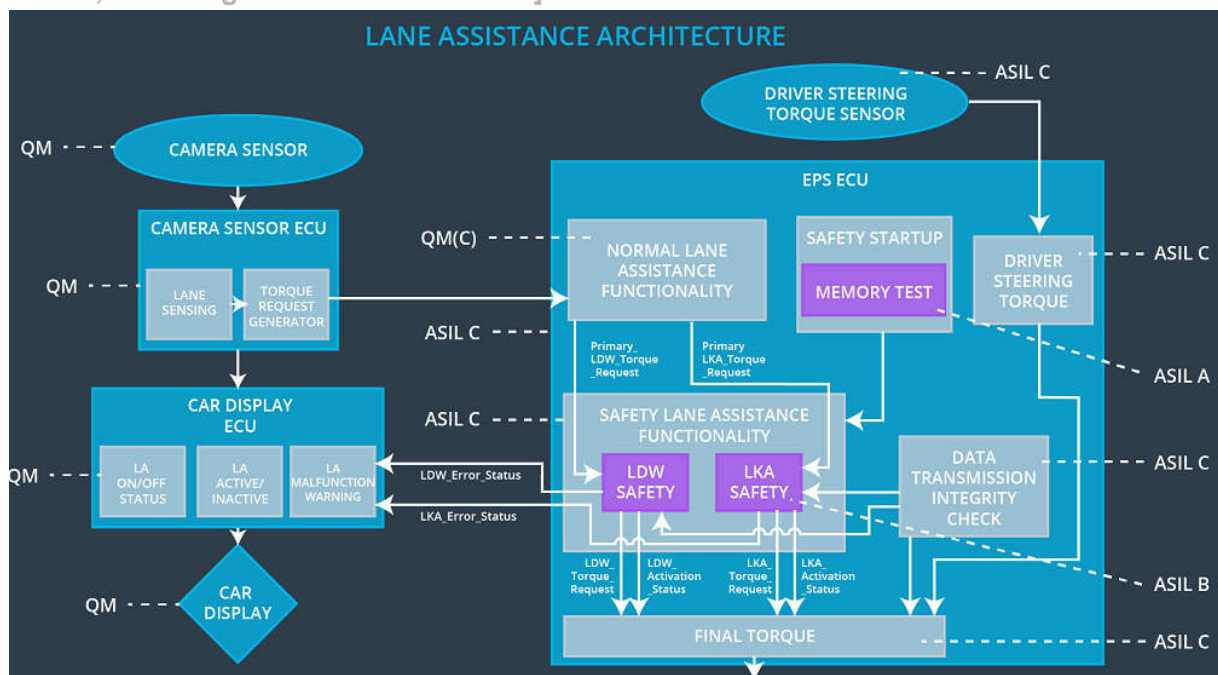 LANE ASSISTANCE ARCHITECTURE
ASIL C
DRIVER STEERING
TORQUE SENSOR
QM
CAMERA SENSOR
EPS ECU
CAMERA SENSOR ECU
QM
LANE
SENSING
TORQUE
REQUEST
GENERATOR
QM(C)
NORMAL LANE
ASSISTANCE
FUNCTIONALITY
SAFETY STARTUP
MEMORY TEST
DRIVER
STEERING
TORQUE
ASIL C
ASIL C
Primary_
LDW_Torque
_Request
Primary
LKA_Torque
_Request
ASIL A
CAR DISPLAY
ECU
ASIL C
SAFETY LANE ASSISTANCE
FUNCTIONALITY
QM
LA
ON/OFF
STATUS
LA
ACTIVE/
INACTIVE
LA
MALFUNCTION
WARNING
LDW_Error_Status
LKA_Error_Status
LDW
SAFETY
LKA
SAFETY
DATA
TRANSMISSION
INTEGRITY
CHECK
ASIL C
LDW_
Torque_
Request
LDW_
Activation
_Status
LKA_
Torque_
Request
LKA_
Activation
_Status
ASIL B
QM
CAR
DISPLAY
FINAL TORQUE
ASIL C